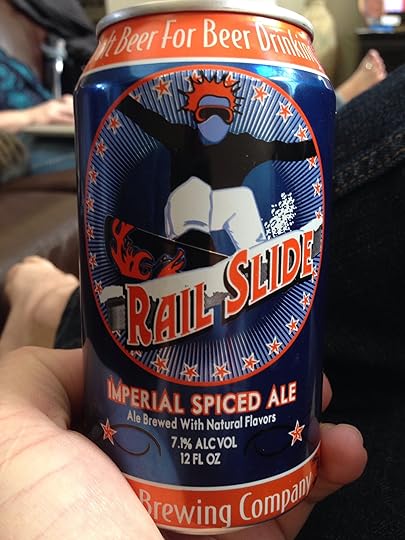 Beer For Beer
RAIL SLIDE
IMPERIAL SPICED ALE
Ale Brewed With Natural Flavors
7.1% ALC VOL
12 FL OZ
Brewing Company